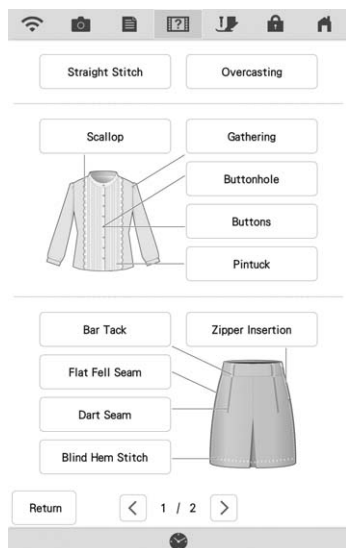 Straight Stitch Overcasting
Scallop Gathering
Buttonhole
Buttons
Pintuck
Bar Tack Zipper Insertion
Flat Fell Seam
Dart Seam
Blind Hem Stitch
Return < 1 / 2 >